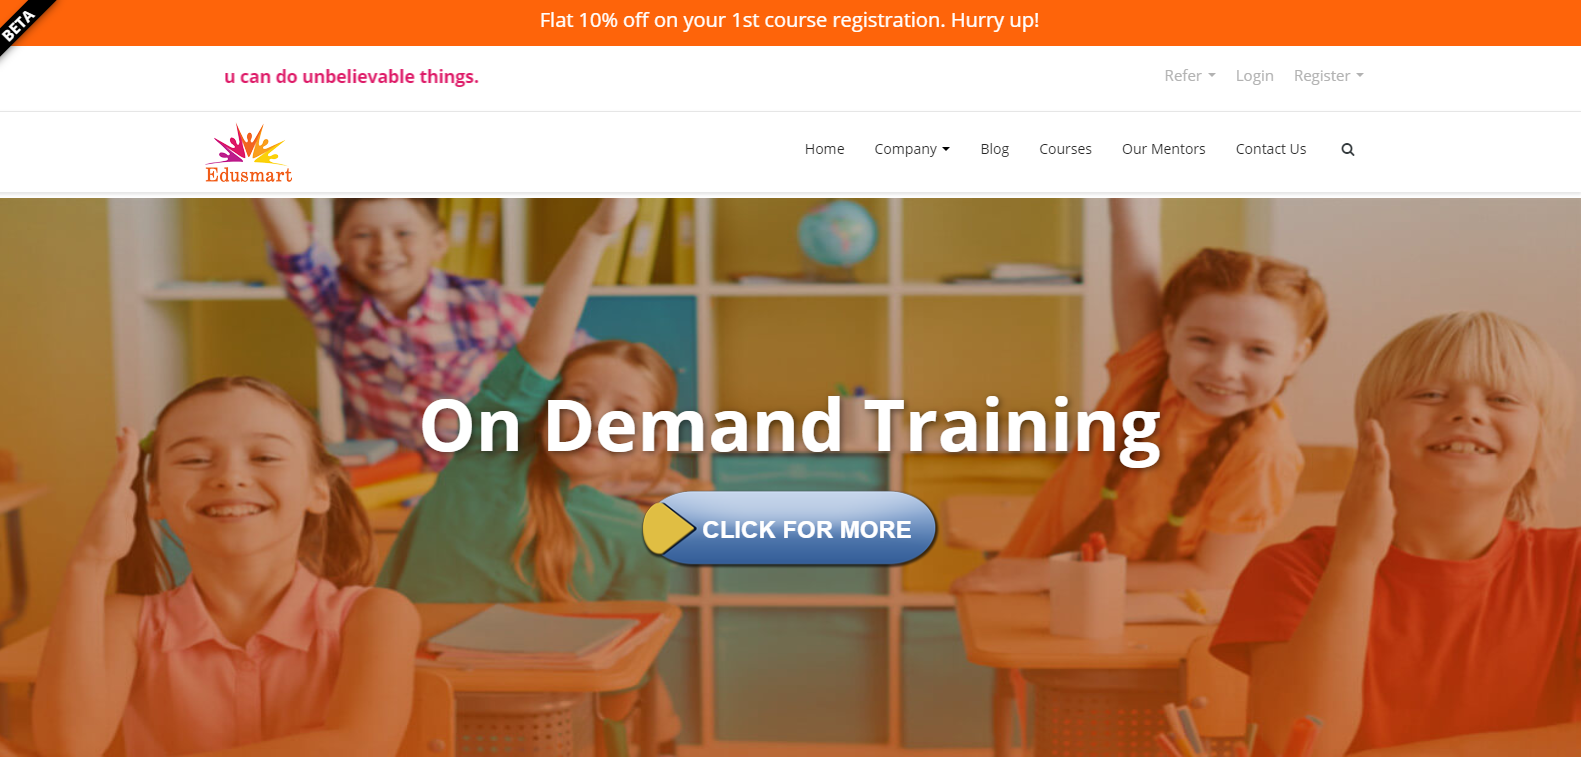 BETA
Flat 10% off on your 1st course registration. Hurry up!
u can do unbelievable things.
Refer Login Register
Edusmart
Home Company Blog Courses Our Mentors Contact Us
On Demand Training
CLICK FOR MORE